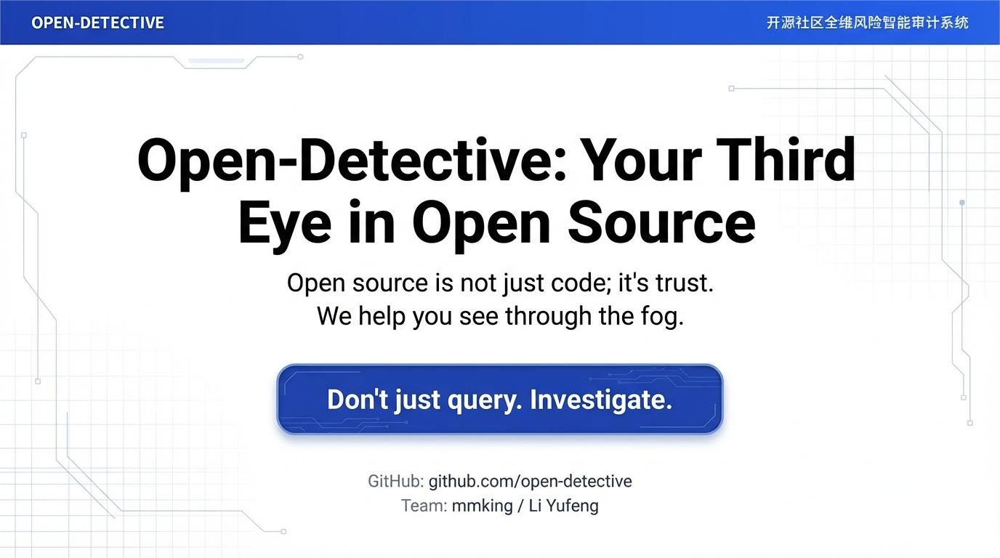 OPEN-DETECTIVE
开源社区全维风险智能审计系统
Open-Detective: Your Third
Eye in Open Source
Open source is not just code; it's trust.
We help you see through the fog.
Don't just query. Investigate.
GitHub: github.com/open-detective
Team: mmking / Li Yufeng